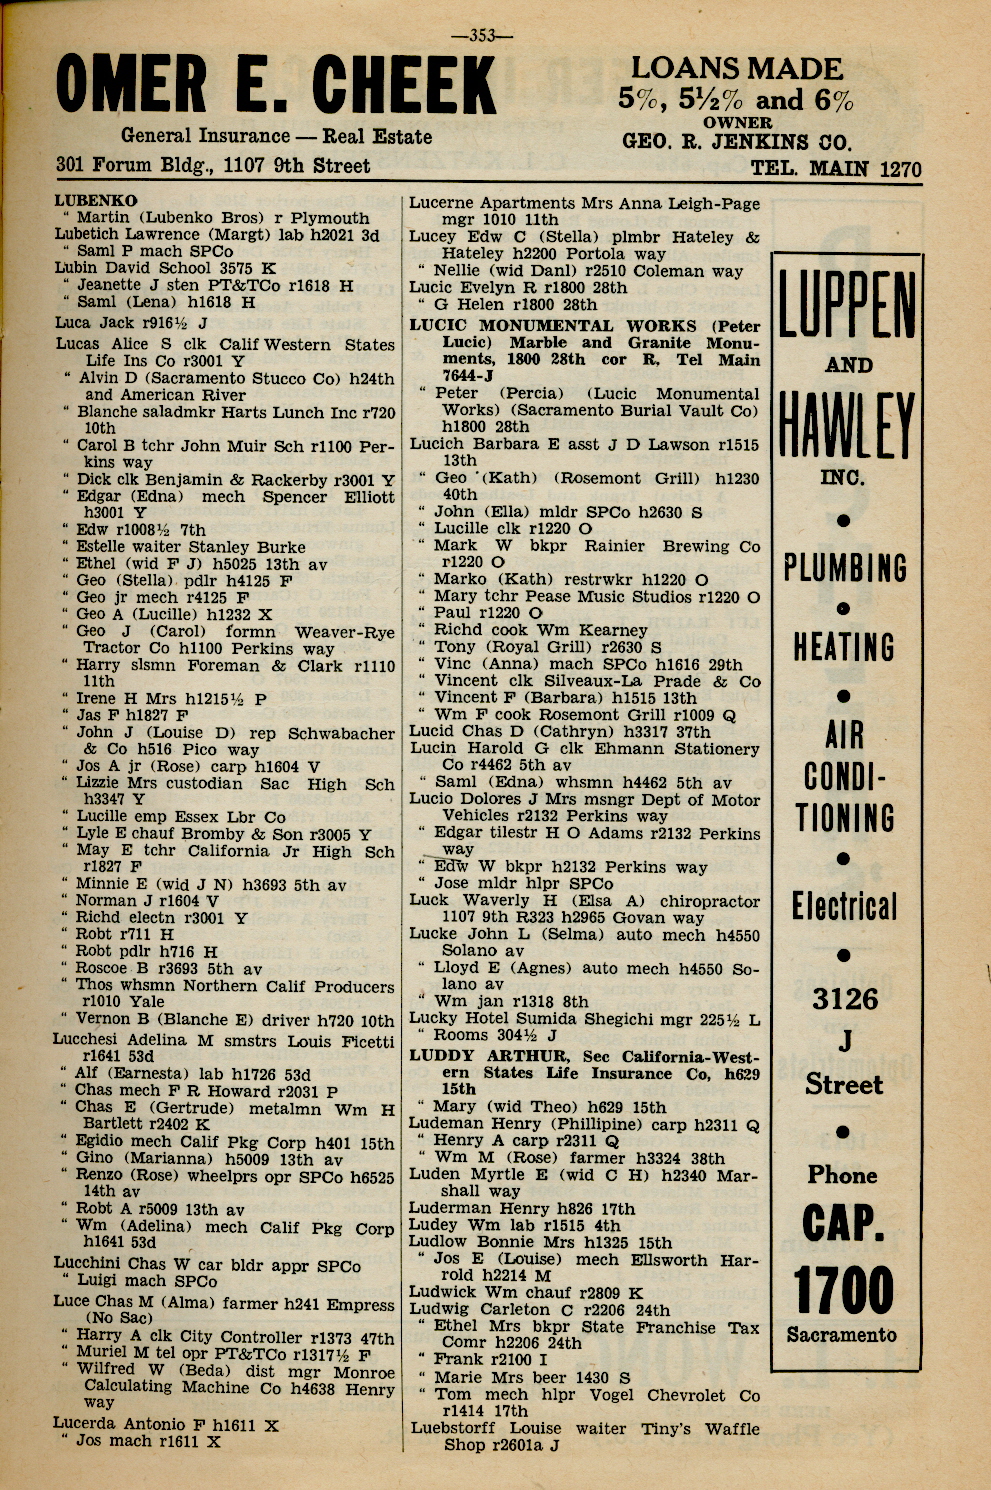 —353—
OMER E. CHEEK
General Insurance — Real Estate
301 Forum Bldg., 1107 9th Street
LOANS MADE
5%, 5½% and 6%
OWNER
GEO. R. JENKINS CO.
TEL. MAIN 1270
LUBENKO
" Martin (Lubenko Bros) r Plymouth
Lubetich Lawrence (Margt) lab h2021 3d
" Saml P mach SPCo
Lubin David School 3575 K
" Jeanette J sten PT&TCo r1618 H
" Saml (Lena) h1618 H
Luca Jack r916½ J
Lucas Alice S clk Calif Western States
Life Ins Co r3001 Y
" Alvin D (Sacramento Stucco Co) h24th
and American River
" Blanche saladmkr Harts Lunch Inc r720
10th
" Carol B tchr John Muir Sch r1100 Per-
kins way
" Dick clk Benjamin & Rackerby r3001 Y
" Edgar (Edna) mech Spencer Elliott
h3001 Y
" Edw r1008½ 7th
" Estelle waiter Stanley Burke
" Ethel (wid F J) h5025 13th av
" Geo (Stella) pdlr h4125 F
" Geo jr mech r4125 F
" Geo A (Lucille) h1232 X
" Geo J (Carol) formn Weaver-Rye
Tractor Co h1100 Perkins way
" Harry slsmn Foreman & Clark r1110
11th
" Irene H Mrs h1215½ P
" Jas F h1827 F
" John J (Louise D) rep Schwabacher
& Co h516 Pico way
" Jos A jr (Rose) carp h1604 V
" Lizzie Mrs custodian Sac High Sch
h3347 Y
" Lucille emp Essex Lbr Co
" Lyle E chauf Bromby & Son r3005 Y
" May E tchr California Jr High Sch
r1827 F
" Minnie E (wid J N) h3693 5th av
" Norman J r1604 V
" Richd electn r3001 Y
" Robt r711 H
" Robt pdlr h716 H
" Roscoe B r3693 5th av
" Thos whsmn Northern Calif Producers
r1010 Yale
" Vernon B (Blanche E) driver h720 10th
Lucchesi Adelina M smstrs Louis Ficetti
r1641 53d
" Alf (Earnesta) lab h1726 53d
" Chas mech F R Howard r2031 P
" Chas E (Gertrude) metalmn Wm H
Bartlett r2402 K
" Egidio mech Calif Pkg Corp h401 15th
" Gino (Marianna) h5009 13th av
" Renzo (Rose) wheelprs opr SPCo h6525
14th av
" Robt A r5009 13th av
" Wm (Adelina) mech Calif Pkg Corp
h1641 53d
Lucchini Chas W car bldr appr SPCo
" Luigi mach SPCo
Luce Chas M (Alma) farmer h241 Empress
(No Sac)
" Harry A clk City Controller r1373 47th
" Muriel M tel opr PT&TCo r1317½ F
" Wilfred W (Beda) dist mgr Monroe
Calculating Machine Co h4638 Henry
way
Lucerda Antonio F h1611 X
" Jos mach r1611 X
Lucerne Apartments Mrs Anna Leigh-Page
mgr 1010 11th
Lucey Edw C (Stella) plmbr Hateley &
Hateley h2200 Portola way
" Nellie (wid Danl) r2510 Coleman way
Lucic Evelyn R r1800 28th
" G Helen r1800 28th
LUCIC MONUMENTAL WORKS (Peter
Lucic) Marble and Granite Monu-
ments, 1800 28th cor R, Tel Main
7644-J
" Peter (Percia) (Lucic Monumental
Works) (Sacramento Burial Vault Co)
h1800 28th
Lucich Barbara E asst J D Lawson r1515
13th
" Geo (Kath) (Rosemont Grill) h1230
40th
" John (Ella) mldr SPCo h2630 S
" Lucille clk r1220 O
" Mark W bkpr Rainier Brewing Co
r1220 O
" Marko (Kath) restrwkr h1220 O
" Mary tchr Pease Music Studios r1220 O
" Paul r1220 O
" Richd cook Wm Kearney
" Tony (Royal Grill) r2630 S
" Vinc (Anna) mach SPCo h1616 29th
" Vincent clk Silveaux-La Prade & Co
" Vincent F (Barbara) h1515 13th
" Wm F cook Rosemont Grill r1009 Q
Lucid Chas D (Cathryn) h3317 37th
Lucin Harold G clk Ehmann Stationery
Co r4462 5th av
" Saml (Edna) whsmn h4462 5th av
Lucio Dolores J Mrs msngr Dept of Motor
Vehicles r2132 Perkins way
" Edgar tilestr H O Adams r2132 Perkins
way
" Edw W bkpr h2132 Perkins way
" Jose mldr hlpr SPCo
Luck Waverly H (Elsa A) chiropractor
1107 9th R323 h2965 Govan way
Lucke John L (Selma) auto mech h4550
Solano av
" Lloyd E (Agnes) auto mech h4550 So-
lano av
" Wm jan r1318 8th
Lucky Hotel Sumida Shegichi mgr 225½ L
" Rooms 304½ J
LUDDY ARTHUR, Sec California-West-
ern States Life Insurance Co, h629
15th
" Mary (wid Theo) h629 15th
Ludeman Henry (Phillipine) carp h2311 Q
" Henry A carp r2311 Q
" Wm M (Rose) farmer h3324 38th
Luden Myrtle E (wid C H) h2340 Mar-
shall way
Luderman Henry h826 17th
Ludey Wm lab r1515 4th
Ludlow Bonnie Mrs h1325 15th
" Jos E (Louise) mech Ellsworth Har-
rold h2214 M
Ludwick Wm chauf r2809 K
Ludwig Carleton C r2206 24th
" Ethel Mrs bkpr State Franchise Tax
Comr h2206 24th
" Frank r2100 I
" Marie Mrs beer 1430 S
" Tom mech hlpr Vogel Chevrolet Co
r1414 17th
Luebstorff Louise waiter Tiny's Waffle
Shop r2601a J
LUPPEN
AND
HAWLEY
INC.
●
PLUMBING
●
HEATING
●
AIR
CONDI-
TIONING
●
Electrical
●
3126
J
Street
●
Phone
CAP.
1700
Sacramento